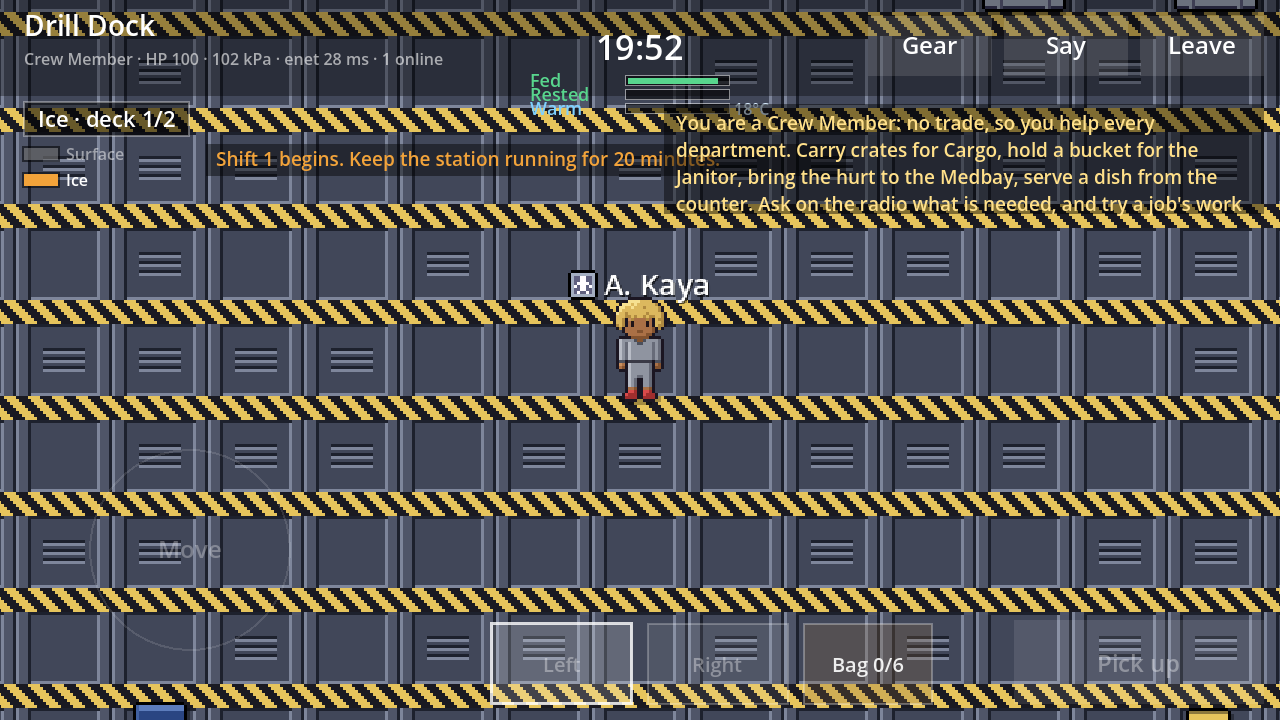 Drill Dock
Crew Member · HP 100 · 102 kPa · enet 28 ms · 1 online
19:52
Gear
Say
Leave
Fed
Rested
Warm
-18°C
Ice · deck 1/2
Surface
Ice
Shift 1 begins. Keep the station running for 20 minutes.
You are a Crew Member: no trade, so you help every
department. Carry crates for Cargo, hold a bucket for the
Janitor, bring the hurt to the Medbay, serve a dish from the
counter. Ask on the radio what is needed, and try a job's work
A. Kaya
Move
Left
Right
Bag 0/6
Pick up